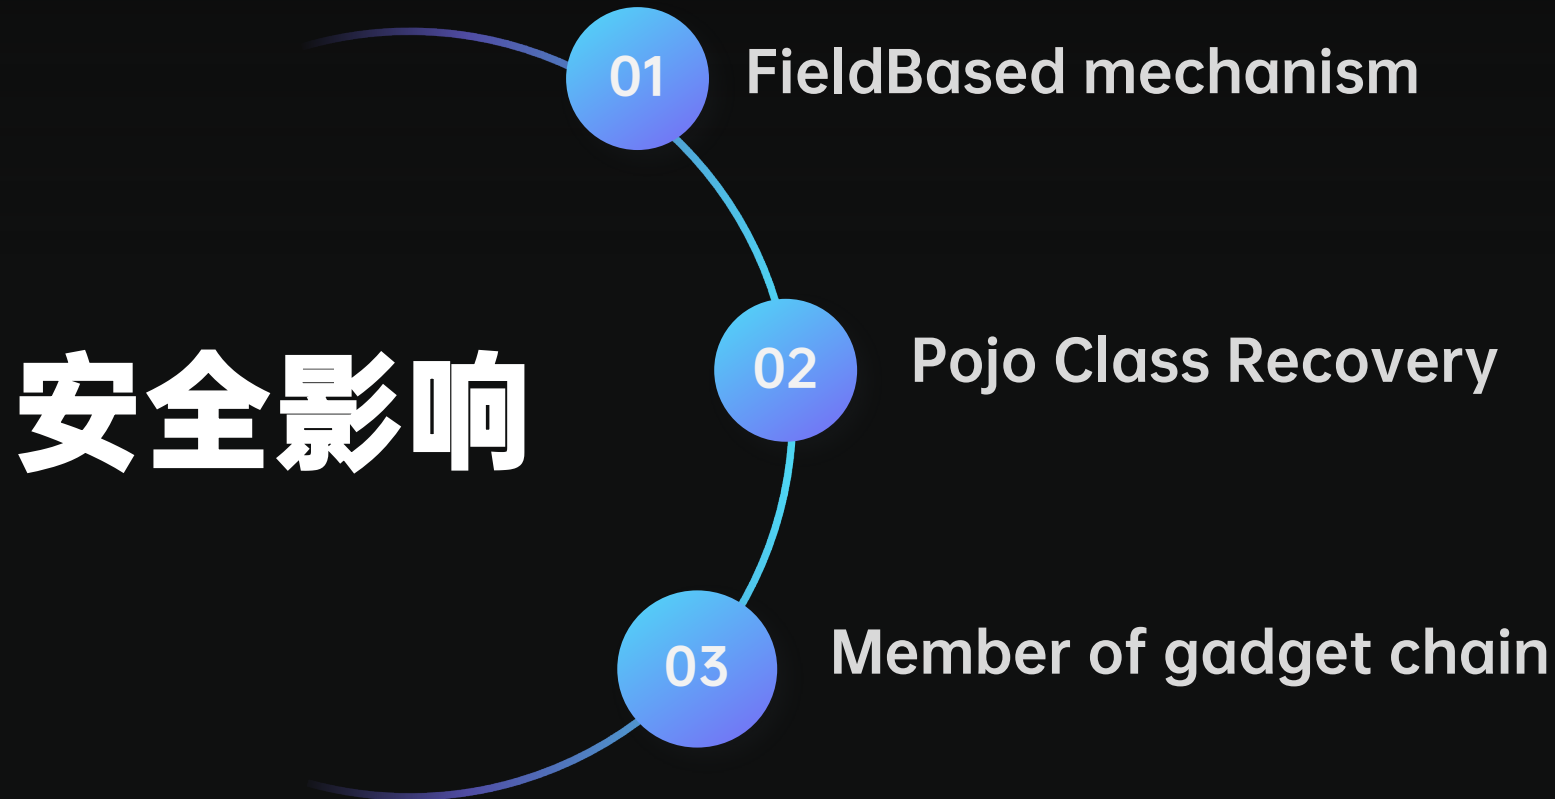 安全影响
01
FieldBased mechanism
02
Pojo Class Recovery
03
Member of gadget chain